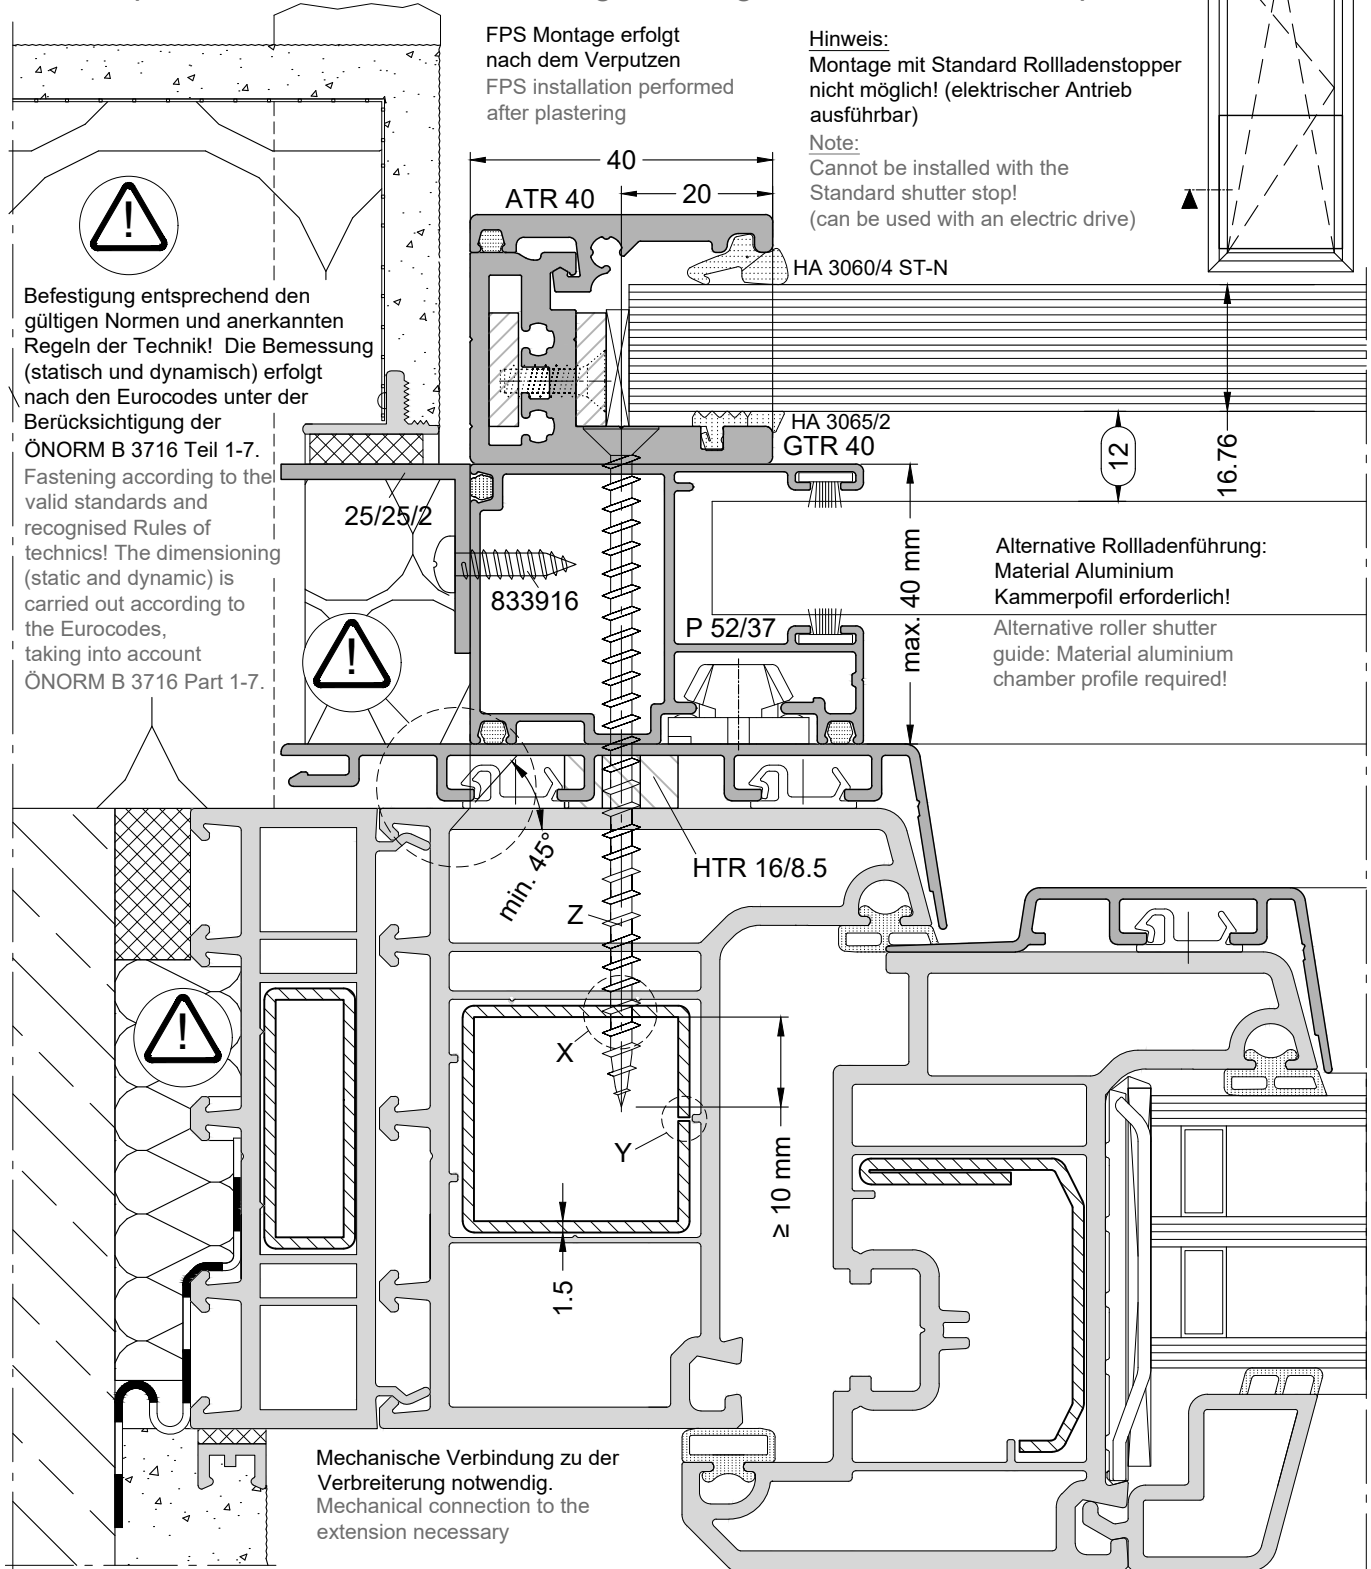 FPS Montage erfolgt
nach dem Verputzen
FPS installation performed
after plastering
Hinweis:
Montage mit Standard Rollladenstopper
nicht möglich! (elektrischer Antrieb
ausführbar)
Note:
Cannot be installed with the
Standard shutter stop!
(can be used with an electric drive)
40
ATR 40
20
HA 3060/4 ST-N
Befestigung entsprechend den
gültigen Normen und anerkannten
Regeln der Technik! Die Bemessung
(statisch und dynamisch) erfolgt
nach den Eurocodes unter der
Berücksichtigung der
ÖNORM B 3716 Teil 1-7.
Fastening according to the
valid standards and
recognised Rules of
technics! The dimensioning
(static and dynamic) is
carried out according to
the Eurocodes,
taking into account
ÖNORM B 3716 Part 1-7.
HA 3065/2
GTR 40
12
16.76
25/25/2
833916
P 52/37
max. 40 mm
Alternative Rollladenführung:
Material Aluminium
Kammerpofil erforderlich!
Alternative roller shutter
guide: Material aluminium
chamber profile required!
min. 45°
HTR 16/8.5
Z
X
Y
≥ 10 mm
1.5
Mechanische Verbindung zu der
Verbreiterung notwendig.
Mechanical connection to the
extension necessary